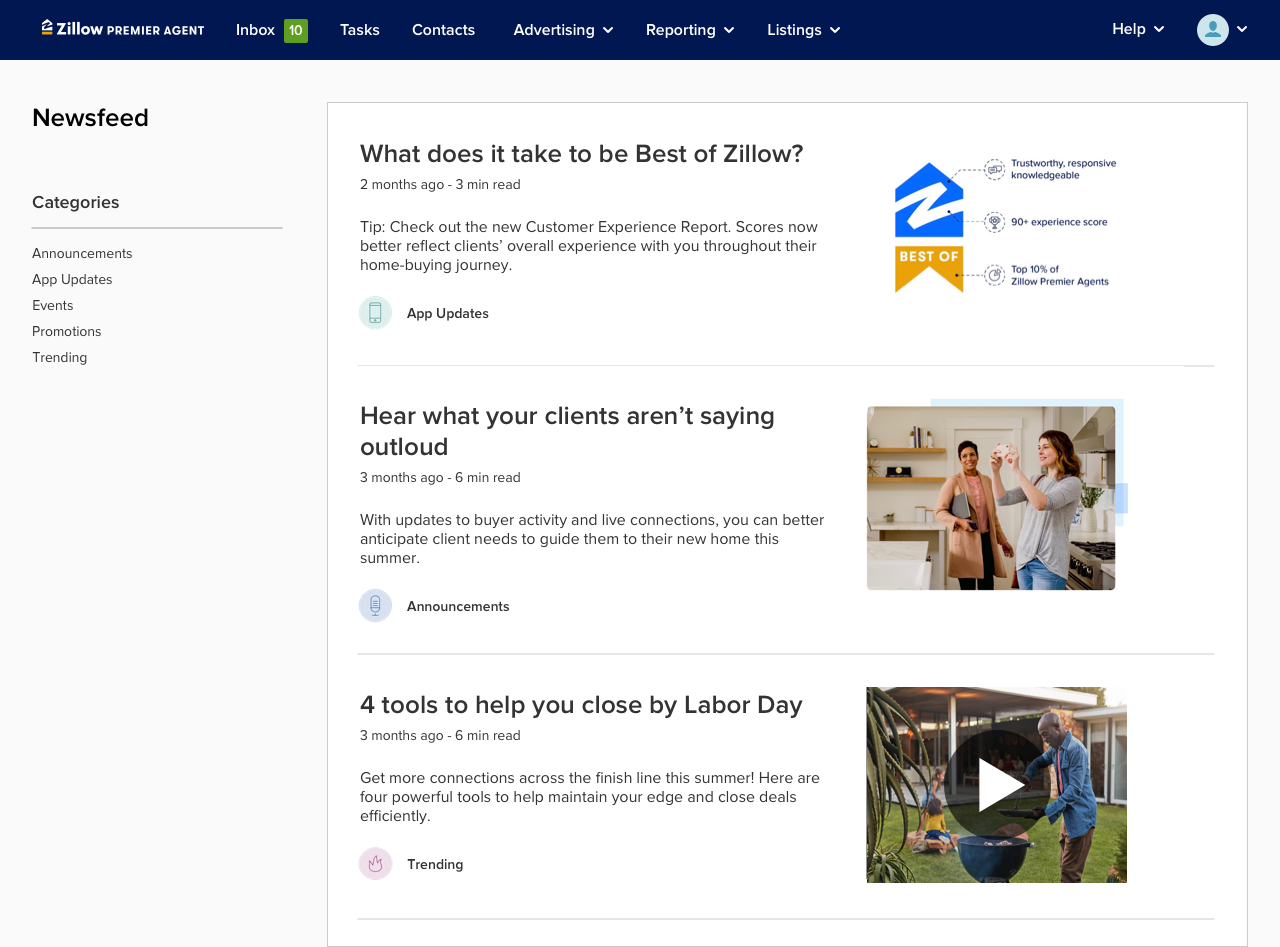 Zillow PREMIER AGENT
Inbox 10
Tasks
Contacts
Advertising
Reporting
Listings
Help
Newsfeed
Categories
Announcements
App Updates
Events
Promotions
Trending
What does it take to be Best of Zillow?
2 months ago - 3 min read
Tip: Check out the new Customer Experience Report. Scores now
better reflect clients’ overall experience with you throughout their
home-buying journey.
App Updates
Trustworthy, responsive
knowledgeable
90+ experience score
BEST OF
Top 10% of
Zillow Premier Agents
Hear what your clients aren’t saying
outloud
3 months ago - 6 min read
With updates to buyer activity and live connections, you can better
anticipate client needs to guide them to their new home this
summer.
Announcements
4 tools to help you close by Labor Day
3 months ago - 6 min read
Get more connections across the finish line this summer! Here are
four powerful tools to help maintain your edge and close deals
efficiently.
Trending